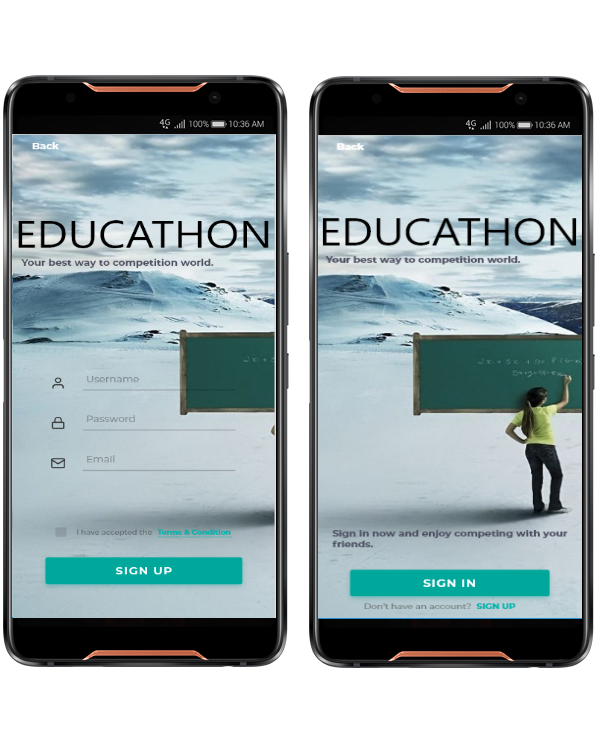 4G 100% 10:36 AM
Back
EDUCATHON
Your best way to competition world.
Username
Password
Email
I have accepted the Terms & Condition
SIGN UP
4G 100% 10:36 AM
Back
EDUCATHON
Your best way to competition world.
Sign in now and enjoy competing with your
friends.
SIGN IN
Don't have an account? SIGN UP